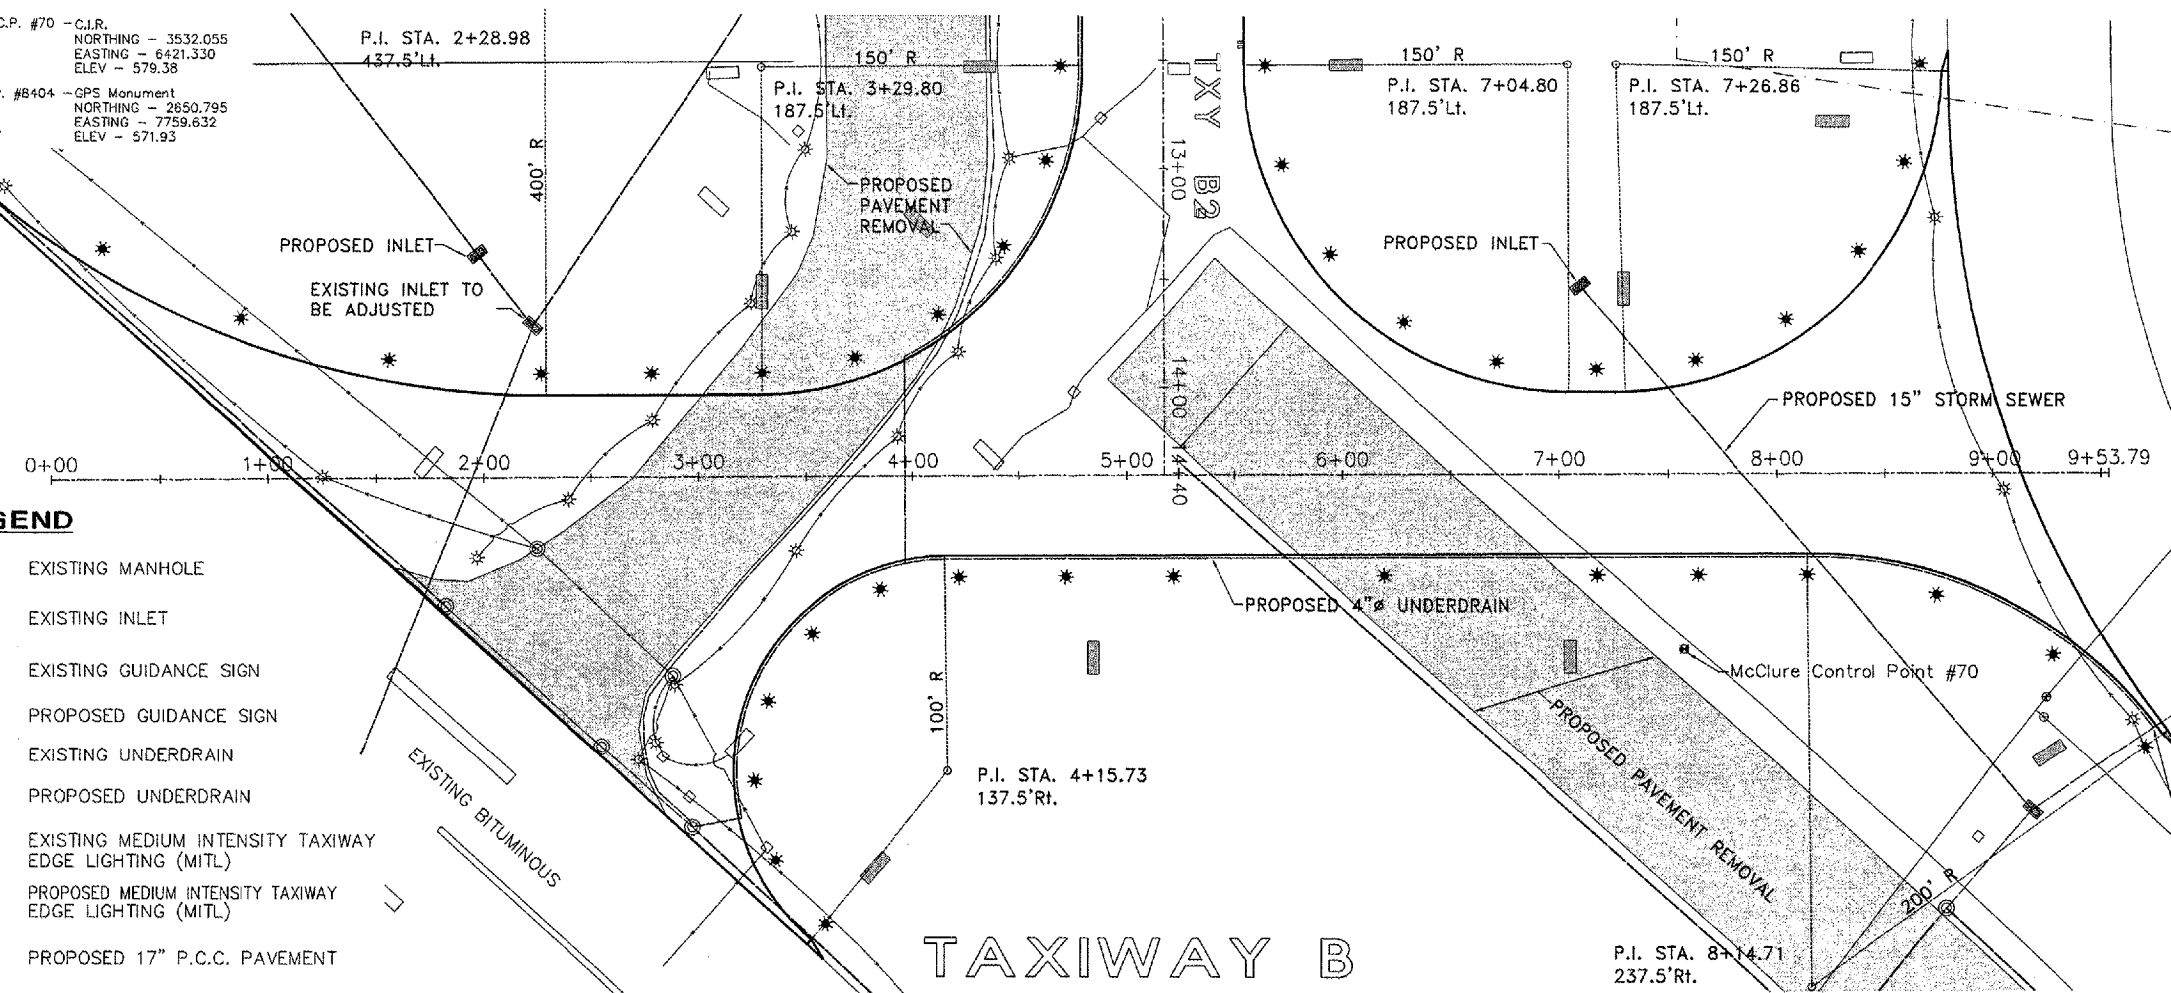 C.P. #70 - C.I.R.
NORTHING - 3532.055
EASTING - 6421.330
ELEV - 579.38
#8404 - GPS Monument
NORTHING - 2650.795
EASTING - 7759.632
ELEV - 571.93
P.I. STA. 2+28.98
437.5'Lt.
400' R
150' R
P.I. STA. 3+29.80
187.5'Lt.
PROPOSED
PAVEMENT
REMOVAL
PROPOSED INLET
EXISTING INLET TO
BE ADJUSTED
TXY B2
13+00
14+00
14+40
150' R
P.I. STA. 7+04.80
187.5'Lt.
150' R
P.I. STA. 7+26.86
187.5'Lt.
PROPOSED INLET
PROPOSED 15" STORM SEWER
0+00
1+00
2+00
3+00
4+00
5+00
6+00
7+00
8+00
9+00
9+53.79
GEND
EXISTING MANHOLE
EXISTING INLET
EXISTING GUIDANCE SIGN
PROPOSED GUIDANCE SIGN
EXISTING UNDERDRAIN
PROPOSED UNDERDRAIN
EXISTING MEDIUM INTENSITY TAXIWAY
EDGE LIGHTING (MITL)
PROPOSED MEDIUM INTENSITY TAXIWAY
EDGE LIGHTING (MITL)
PROPOSED 17" P.C.C. PAVEMENT
EXISTING BITUMINOUS
PROPOSED 4"ø UNDERDRAIN
100' R
P.I. STA. 4+15.73
137.5'Rt.
McClure Control Point #70
PROPOSED PAVEMENT REMOVAL
200' R
TAXIWAY B
P.I. STA. 8+14.71
237.5'Rt.